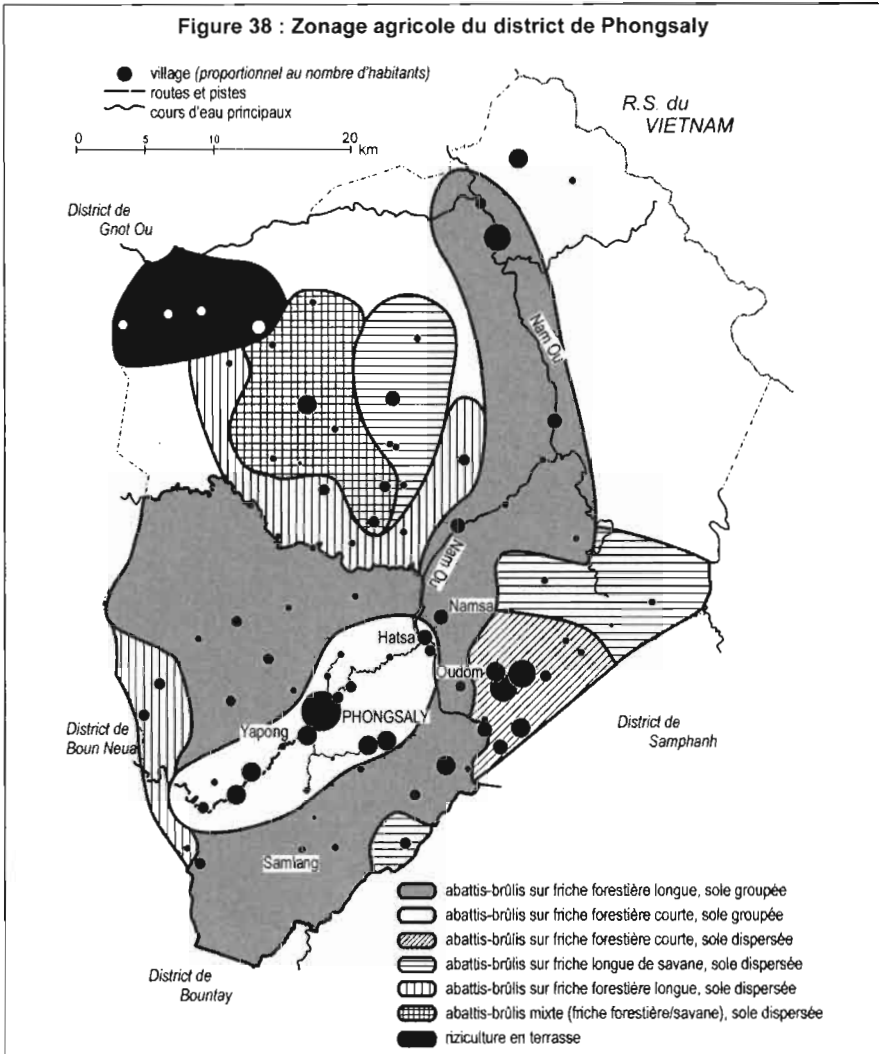 Figure 38 : Zonage agricole du district de Phongsaly
village (proportionnel au nombre d'habitants)
routes et pistes
cours d'eau principaux
0 5 10 20 km
R.S. du
VIETNAM
District de
Gnot Ou
Nam Ou
Nam Ou
Namsa
Hatsa
Oudom
PHONGSALY
Yapong
District de
Boun Neua
District de
Samphanh
Samlang
District de
Bountay
abattis-brûlis sur friche forestière longue, sole groupée
abattis-brûlis sur friche forestière courte, sole groupée
abattis-brûlis sur friche forestière courte, sole dispersée
abattis-brûlis sur friche longue de savane, sole dispersée
abattis-brûlis sur friche forestière longue, sole dispersée
abattis-brûlis mixte (friche forestière/savane), sole dispersée
riziculture en terrasse